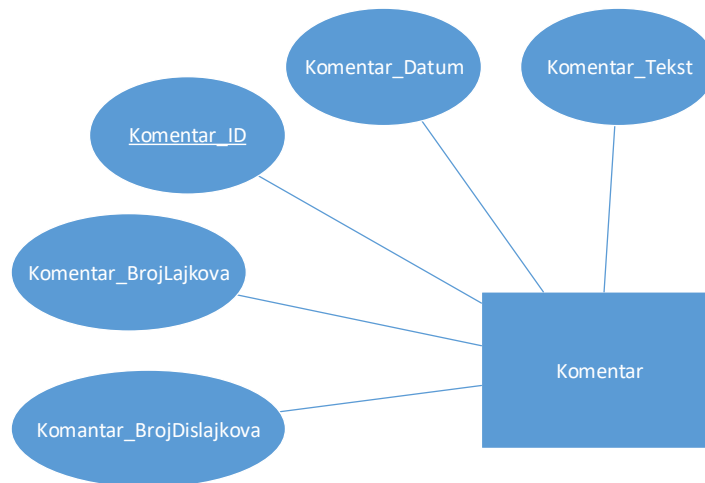 Komentar_Datum
Komentar_Tekst
Komentar_ID
Komentar_BrojLajkova
Komentar
Komantar_BrojDislajkova